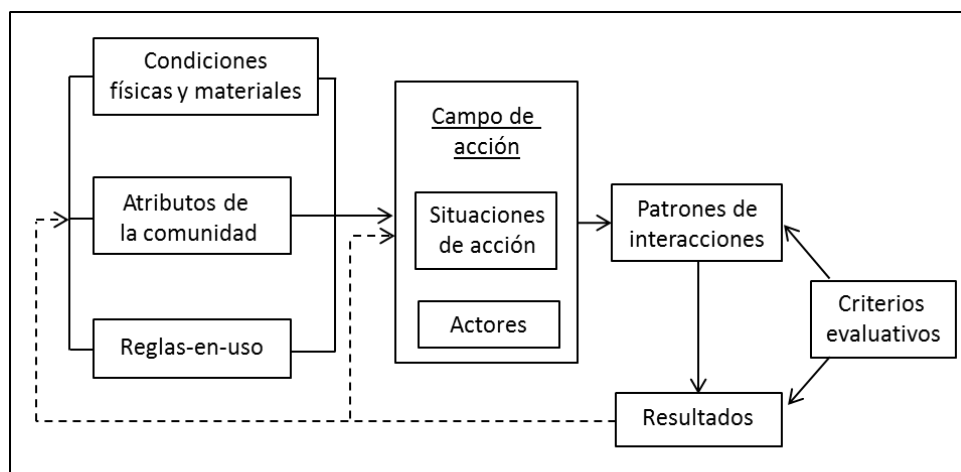 Condiciones
físicas y materiales
Atributos de
la comunidad
Reglas-en-uso
Campo de
acción
Situaciones
de acción
Actores
Patrones de
interacciones
Resultados
Criterios
evaluativos